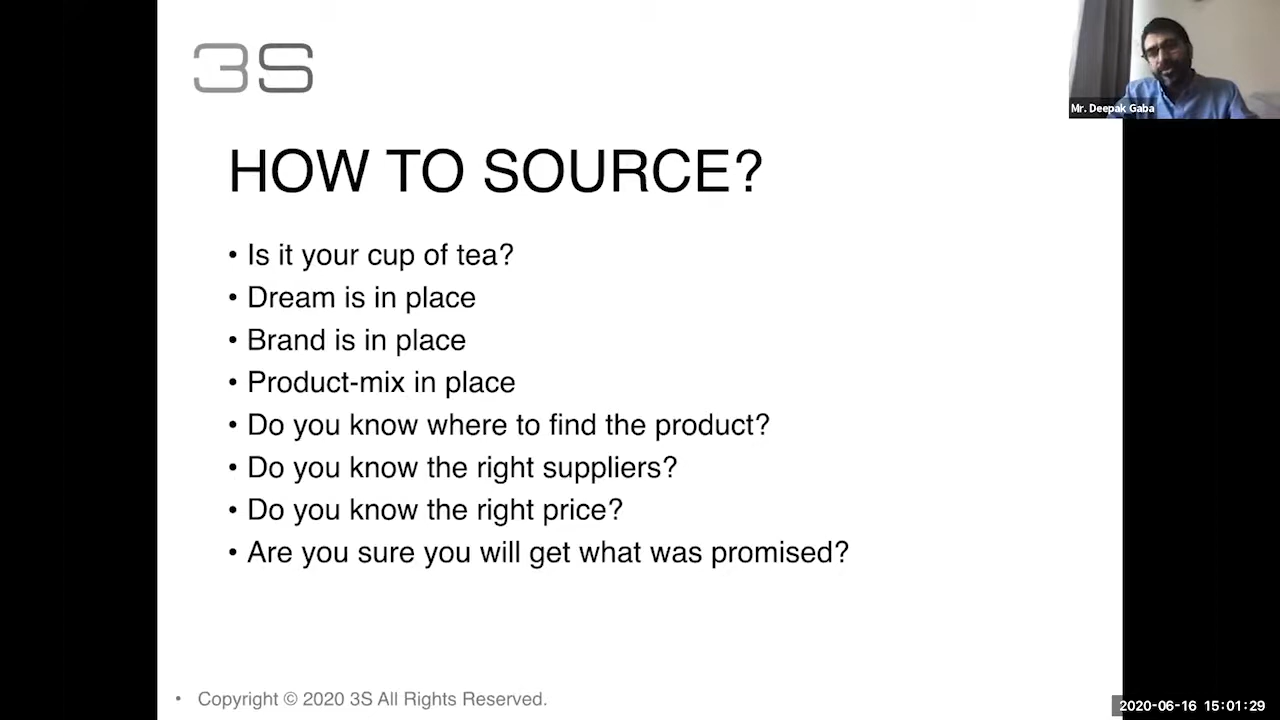 3S
Mr. Deepak Gaba
HOW TO SOURCE?
• Is it your cup of tea?
• Dream is in place
• Brand is in place
• Product-mix in place
• Do you know where to find the product?
• Do you know the right suppliers?
• Do you know the right price?
• Are you sure you will get what was promised?
• Copyright © 2020 3S All Rights Reserved.
2020-06-16 15:01:29